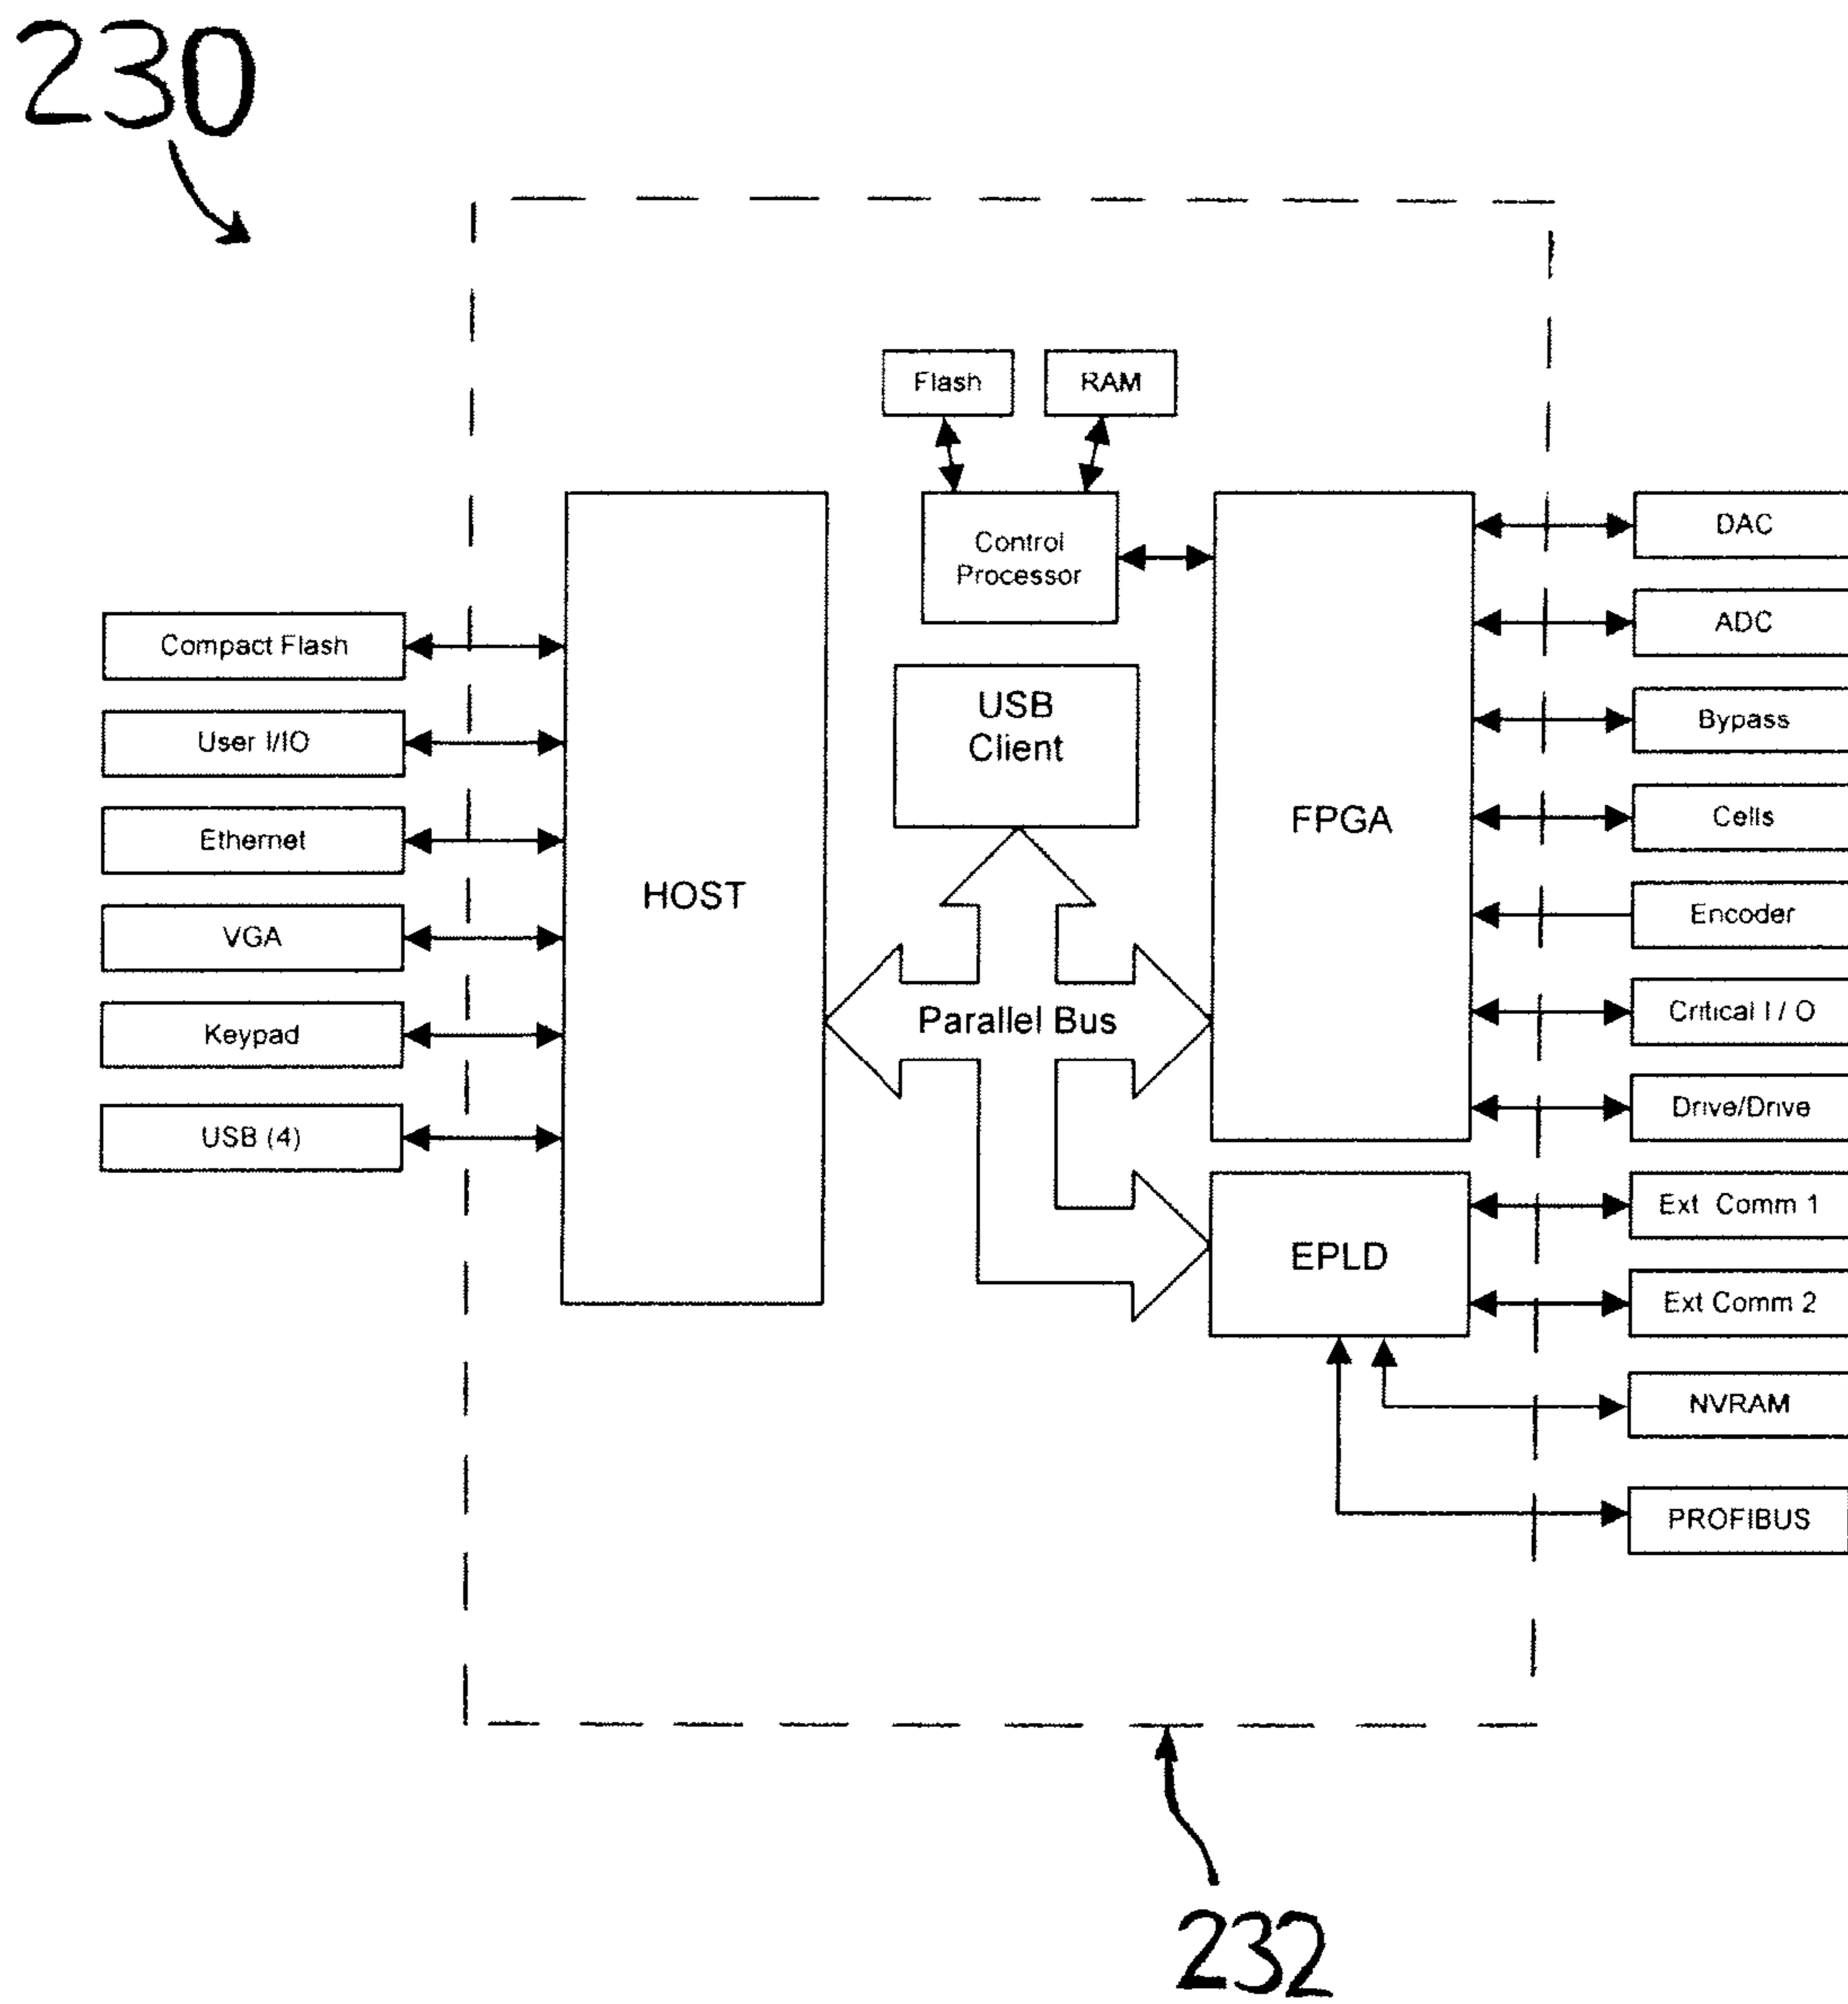 230
Flash
RAM
Control
Processor
DAC
ADC
Compact Flash
USB
Client
Bypass
User I/IO
Cells
FPGA
Ethernet
HOST
Encoder
VGA
Parallel Bus
Critical I / O
Keypad
Drive/Drive
USB (4)
Ext Comm 1
EPLD
Ext Comm 2
NVRAM
PROFIBUS
232